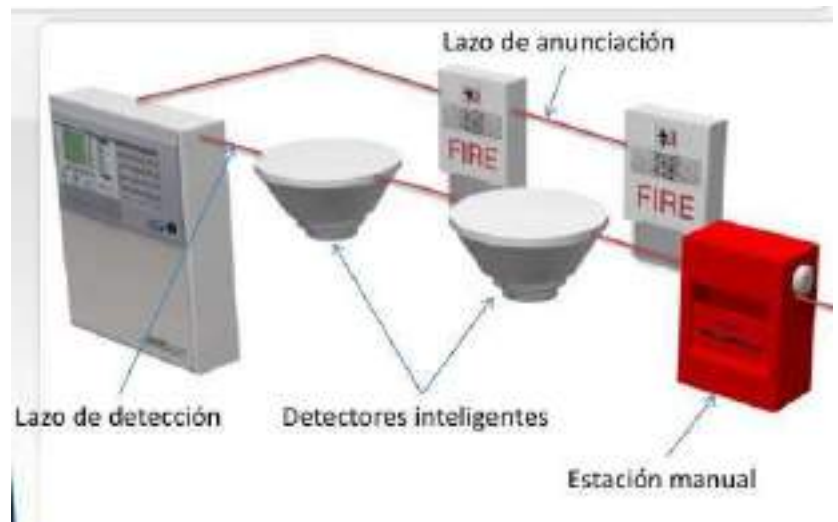 Lazo de anunciación
FIRE
FIRE
Lazo de detección
Detectores inteligentes
Estación manual